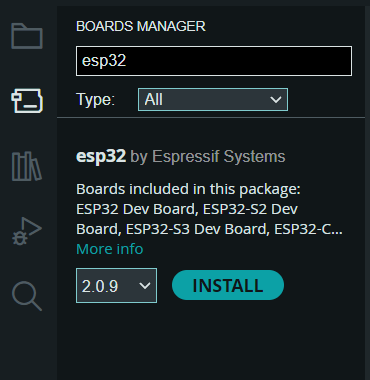 BOARDS MANAGER
esp32
Type: All
esp32 by Espressif Systems
Boards included in this package:
ESP32 Dev Board, ESP32-S2 Dev
Board, ESP32-S3 Dev Board, ESP32-C...
More info
2.0.9 INSTALL